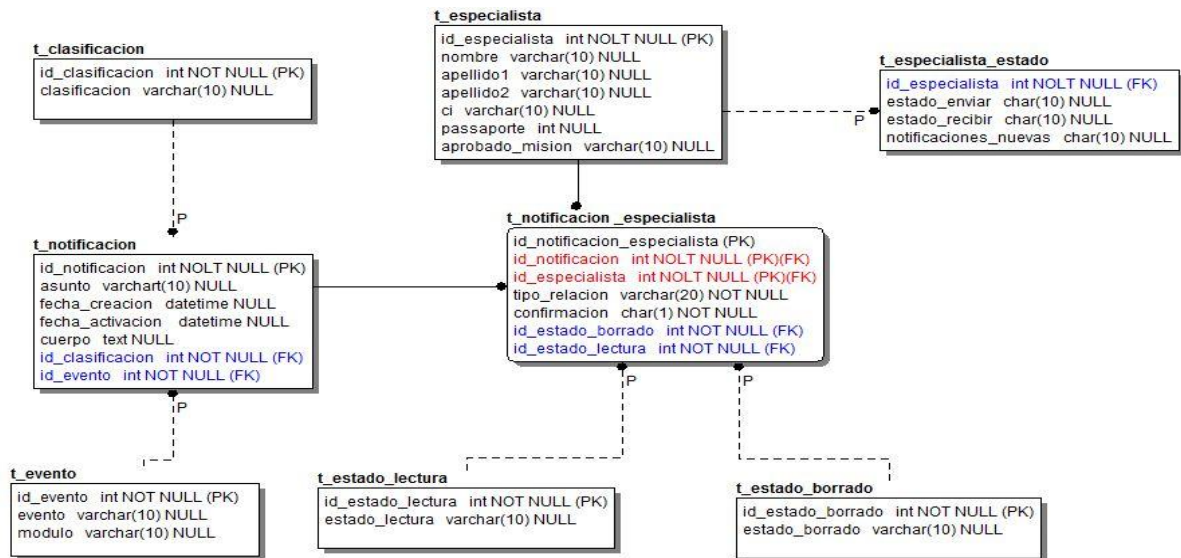 t_especialista
id_especialista int NOLT NULL (PK)
nombre varchar(10) NULL
apellido1 varchar(10) NULL
apellido2 varchar(10) NULL
ci varchar(10) NULL
passaporte int NULL
aprobado_mision varchar(10) NULL
t_clasificacion
id_clasificacion int NOT NULL (PK)
clasificacion varchar(10) NULL
t_especialista_estado
id_especialista int NOLT NULL (FK)
estado_enviar char(10) NULL
estado_recibir char(10) NULL
notificaciones_nuevas char(10) NULL
P
P
t_notificacion
id_notificacion int NOLT NULL (PK)
asunto varchart(10) NULL
fecha_creacion datetime NULL
fecha_activacion datetime NULL
cuerpo text NULL
id_clasificacion int NOT NULL (FK)
id_evento int NOT NULL (FK)
t_notificacion _especialista
id_notificacion_especialista (PK)
id_notificacion int NOLT NULL (PK)(FK)
id_especialista int NOLT NULL (PK)(FK)
tipo_relacion varchar(20) NOT NULL
confirmacion char(1) NOT NULL
id_estado_borrado int NOT NULL (FK)
id_estado_lectura int NOT NULL (FK)
P
P
P
t_evento
id_evento int NOT NULL (PK)
evento varchar(10) NULL
modulo varchar(10) NULL
t_estado_lectura
id_estado_lectura int NOT NULL (PK)
estado_lectura varchar(10) NULL
t_estado_borrado
id_estado_borrado int NOT NULL (PK)
estado_borrado varchar(10) NULL